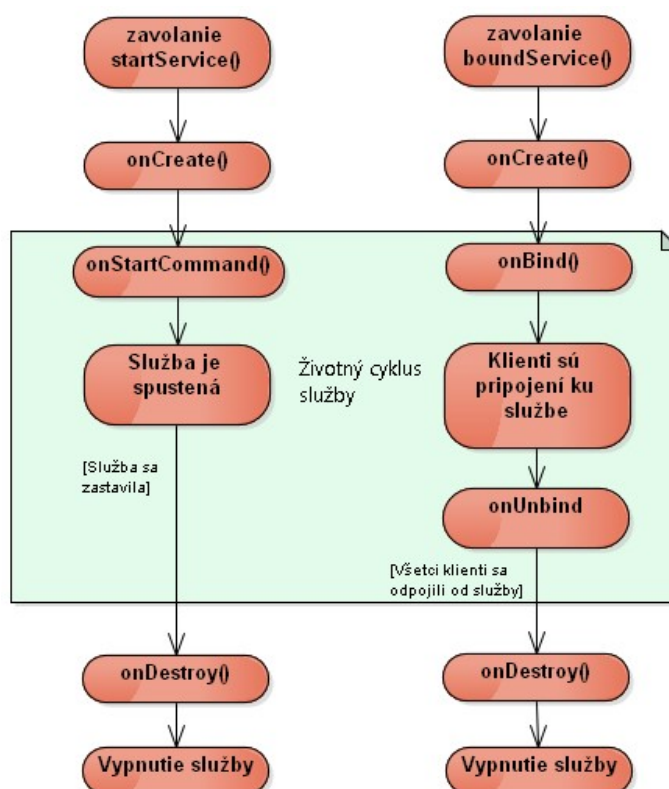 zavolanie
startService()
onCreate()
onStartCommand()
Služba je
spustená
[Služba sa
zastavila]
onDestroy()
Vypnutie služby
Životný cyklus
služby
zavolanie
boundService()
onCreate()
onBind()
Klienti sú
pripojení ku
službe
onUnbind
[Všetci klienti sa
odpojili od služby]
onDestroy()
Vypnutie služby